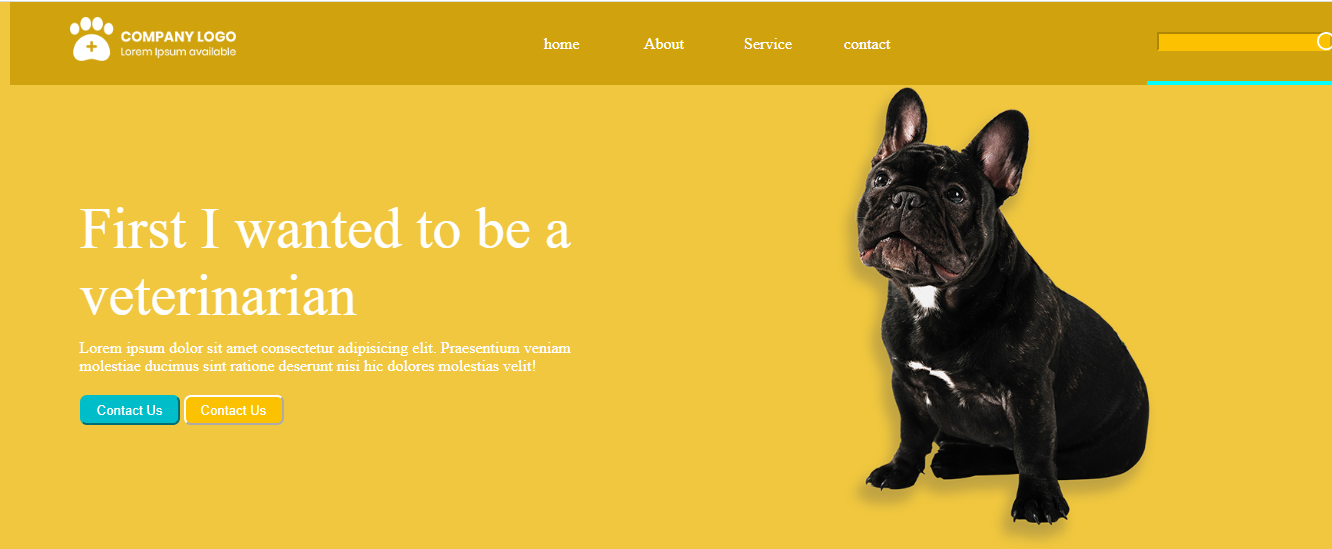 COMPANY LOGO
Lorem Ipsum available
home About Service contact
First I wanted to be a
veterinarian
Lorem ipsum dolor sit amet consectetur adipisicing elit. Praesentium veniam
molestiae ducimus sint ratione deserunt nisi hic dolores molestias velit!
Contact Us Contact Us